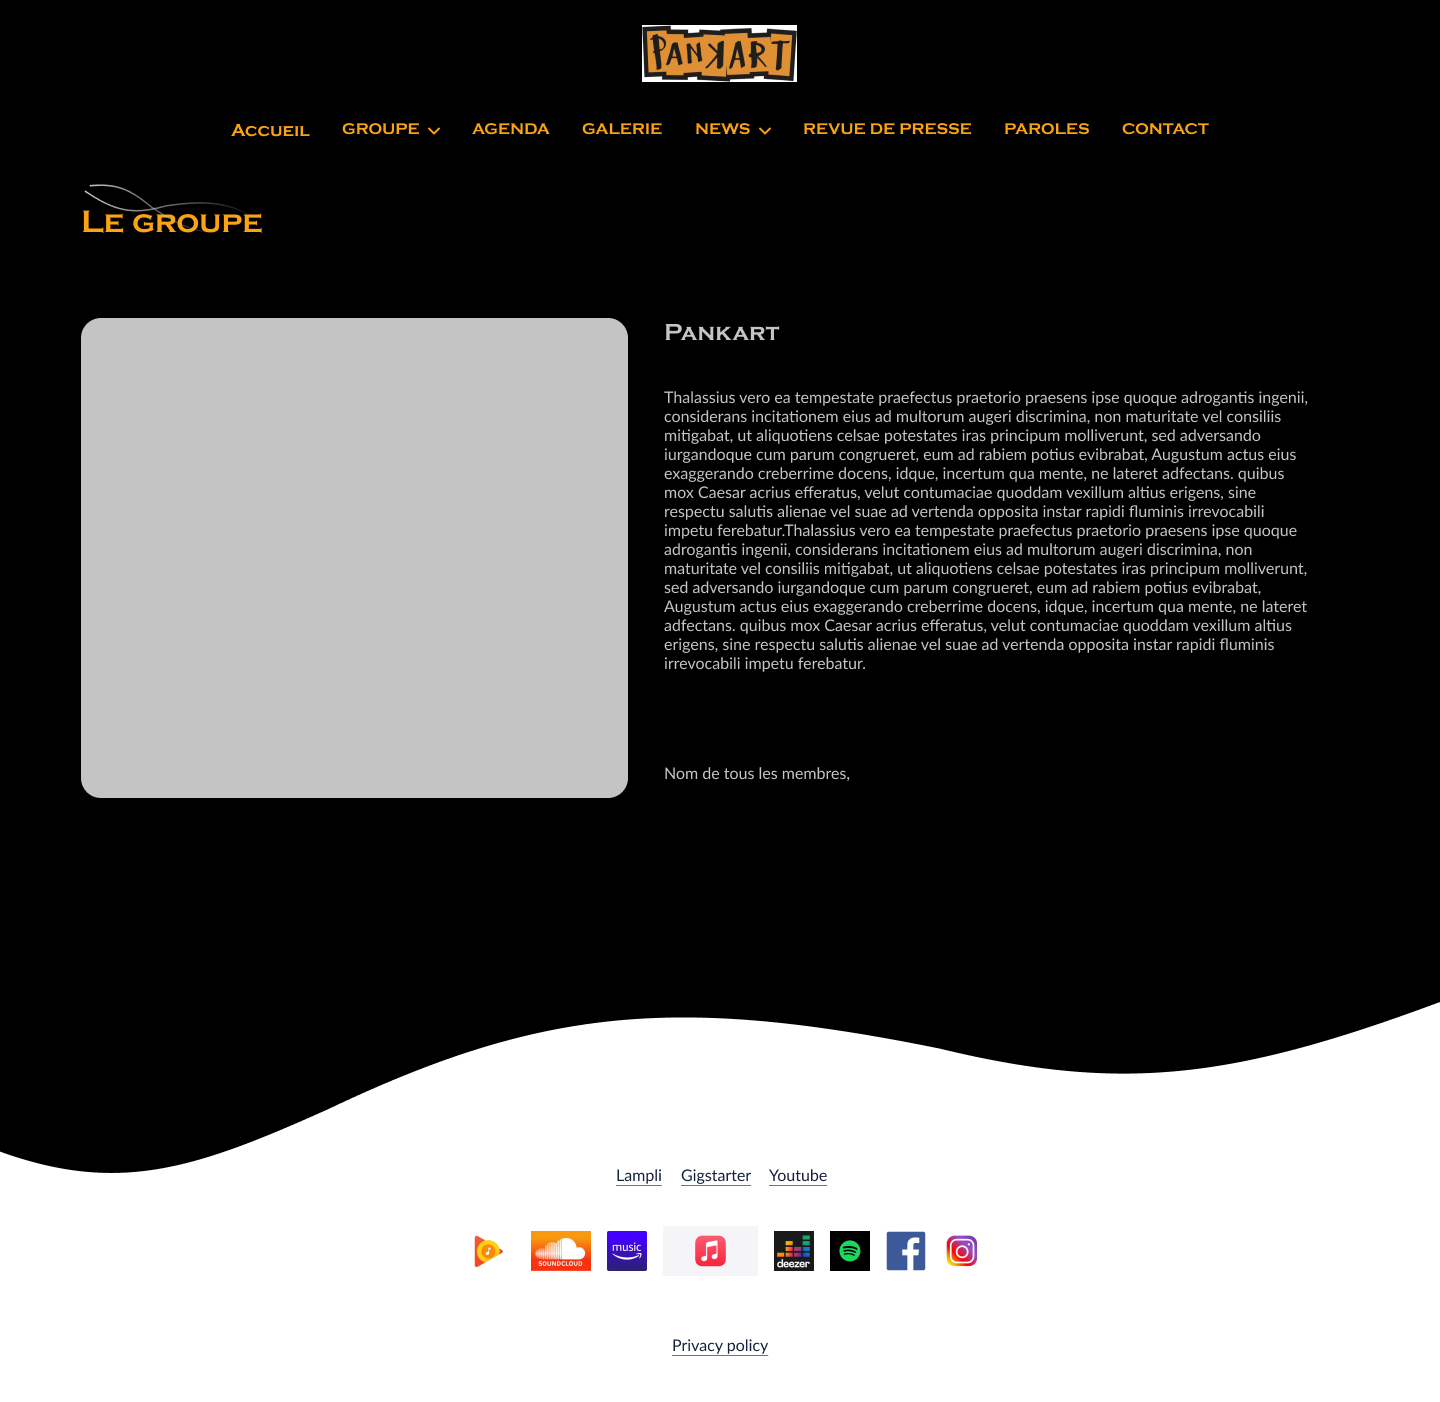 PANKART
ACCUEIL GROUPE AGENDA GALERIE NEWS REVUE DE PRESSE PAROLES CONTACT
LE GROUPE
PANKART
Thalassius vero ea tempestate praefectus praetorio praesens ipse quoque adrogantis ingenii,
considerans incitationem eius ad multorum augeri discrimina, non maturitate vel consiliis
mitigabat, ut aliquotiens celsae potestates iras principum molliverunt, sed adversando
iurgandoque cum parum congrueret, eum ad rabiem potius evibrabat, Augustum actus eius
exaggerando creberrime docens, idque, incertum qua mente, ne lateret adfectans. quibus
mox Caesar acrius efferatus, velut contumaciae quoddam vexillum altius erigens, sine
respectu salutis alienae vel suae ad vertenda opposita instar rapidi fluminis irrevocabili
impetu ferebatur.Thalassius vero ea tempestate praefectus praetorio praesens ipse quoque
adrogantis ingenii, considerans incitationem eius ad multorum augeri discrimina, non
maturitate vel consiliis mitigabat, ut aliquotiens celsae potestates iras principum molliverunt,
sed adversando iurgandoque cum parum congrueret, eum ad rabiem potius evibrabat,
Augustum actus eius exaggerando creberrime docens, idque, incertum qua mente, ne lateret
adfectans. quibus mox Caesar acrius efferatus, velut contumaciae quoddam vexillum altius
erigens, sine respectu salutis alienae vel suae ad vertenda opposita instar rapidi fluminis
irrevocabili impetu ferebatur.
Nom de tous les membres,
Lampli Gigstarter Youtube
SOUNDCLOUD music deezer
Privacy policy